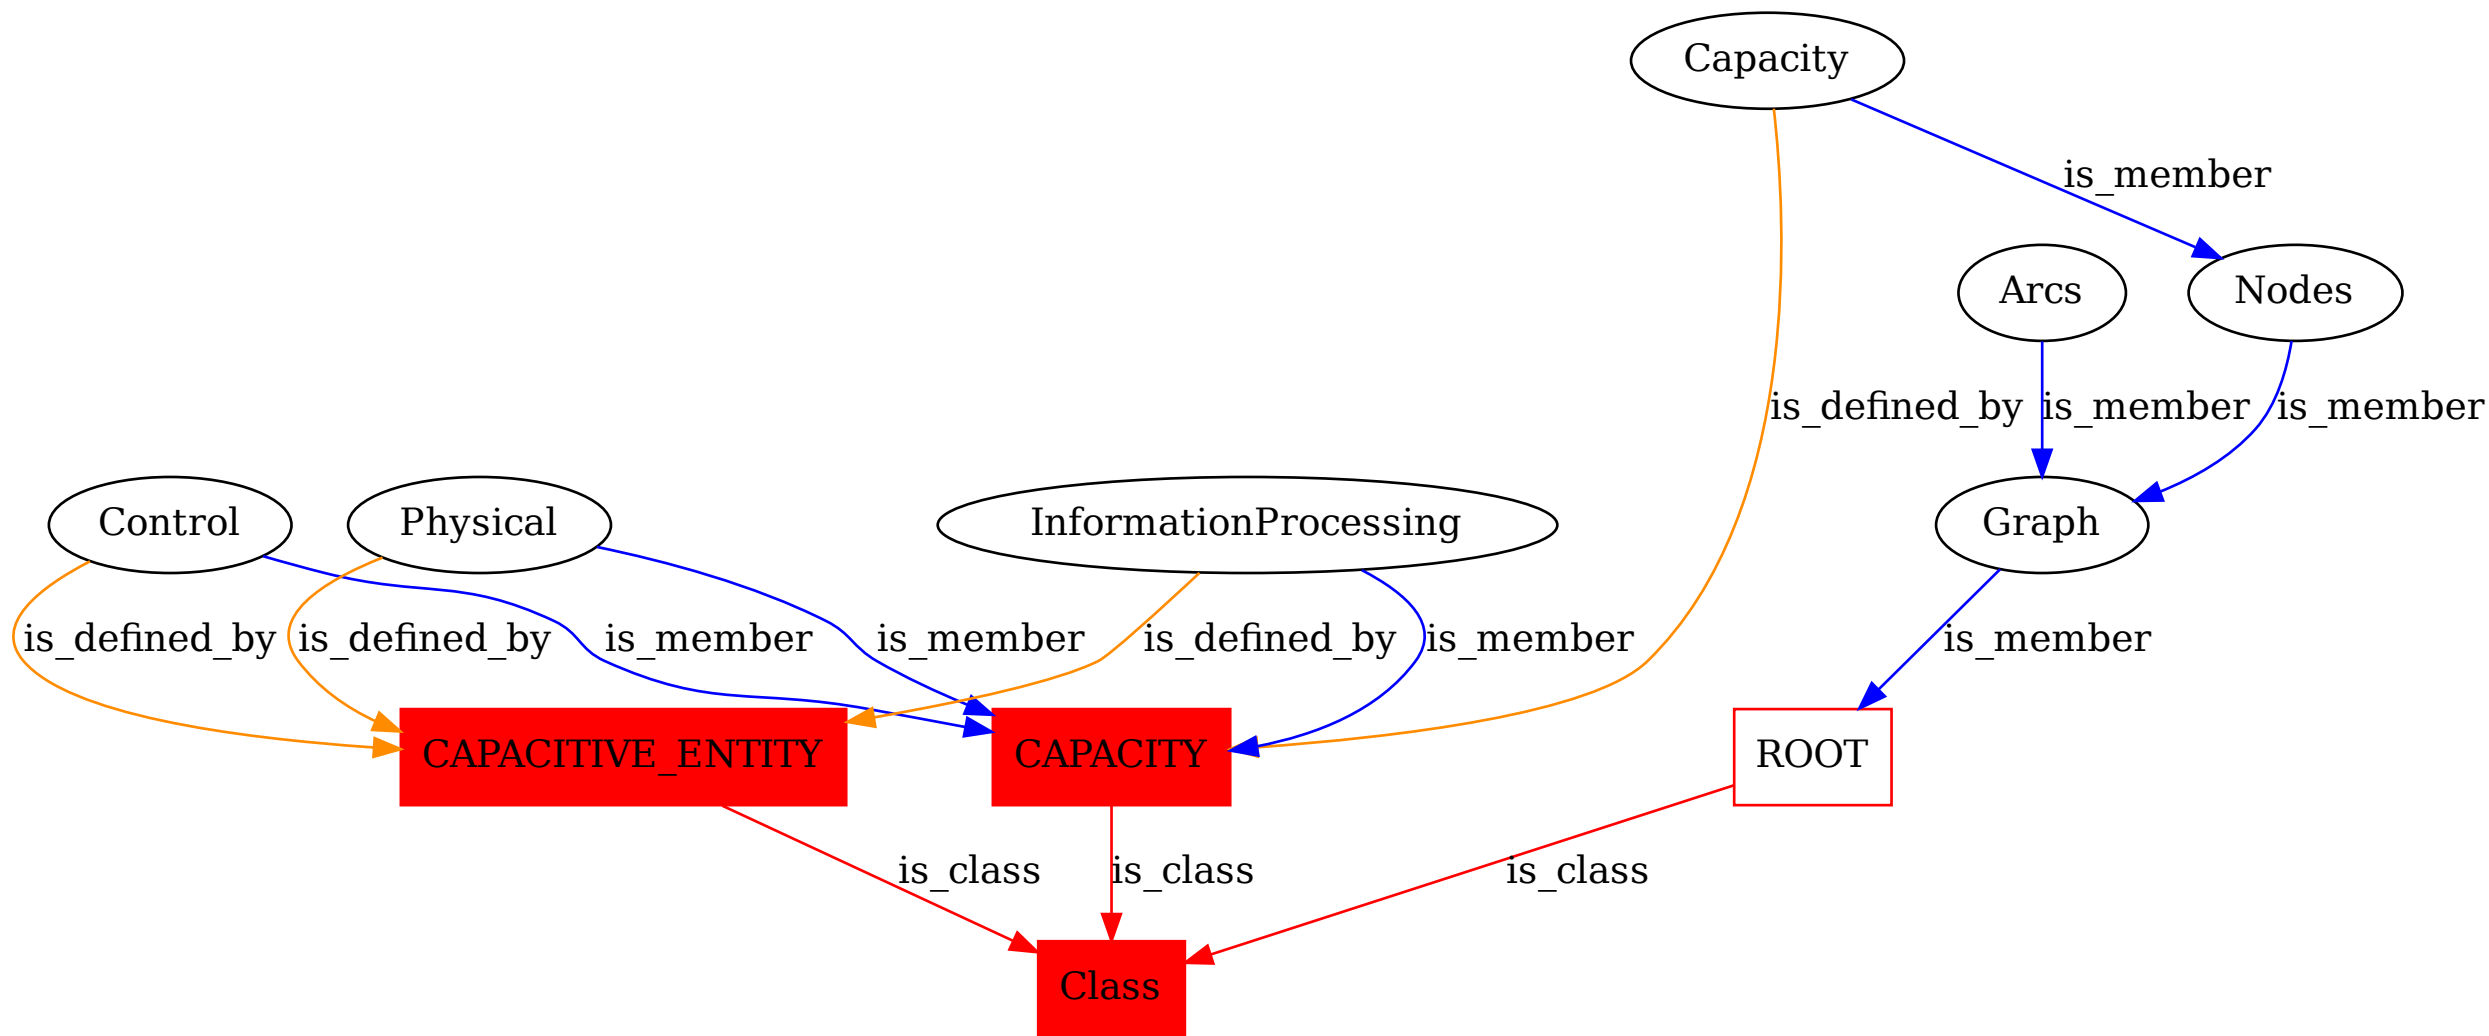 Capacity
is_member
Arcs
Nodes
is_defined_by
is_member
is_member
Control
Physical
InformationProcessing
Graph
is_defined_by
is_defined_by
is_member
is_member
is_defined_by
is_member
is_member
CAPACITIVE_ENTITY
CAPACITY
ROOT
is_class
is_class
is_class
Class